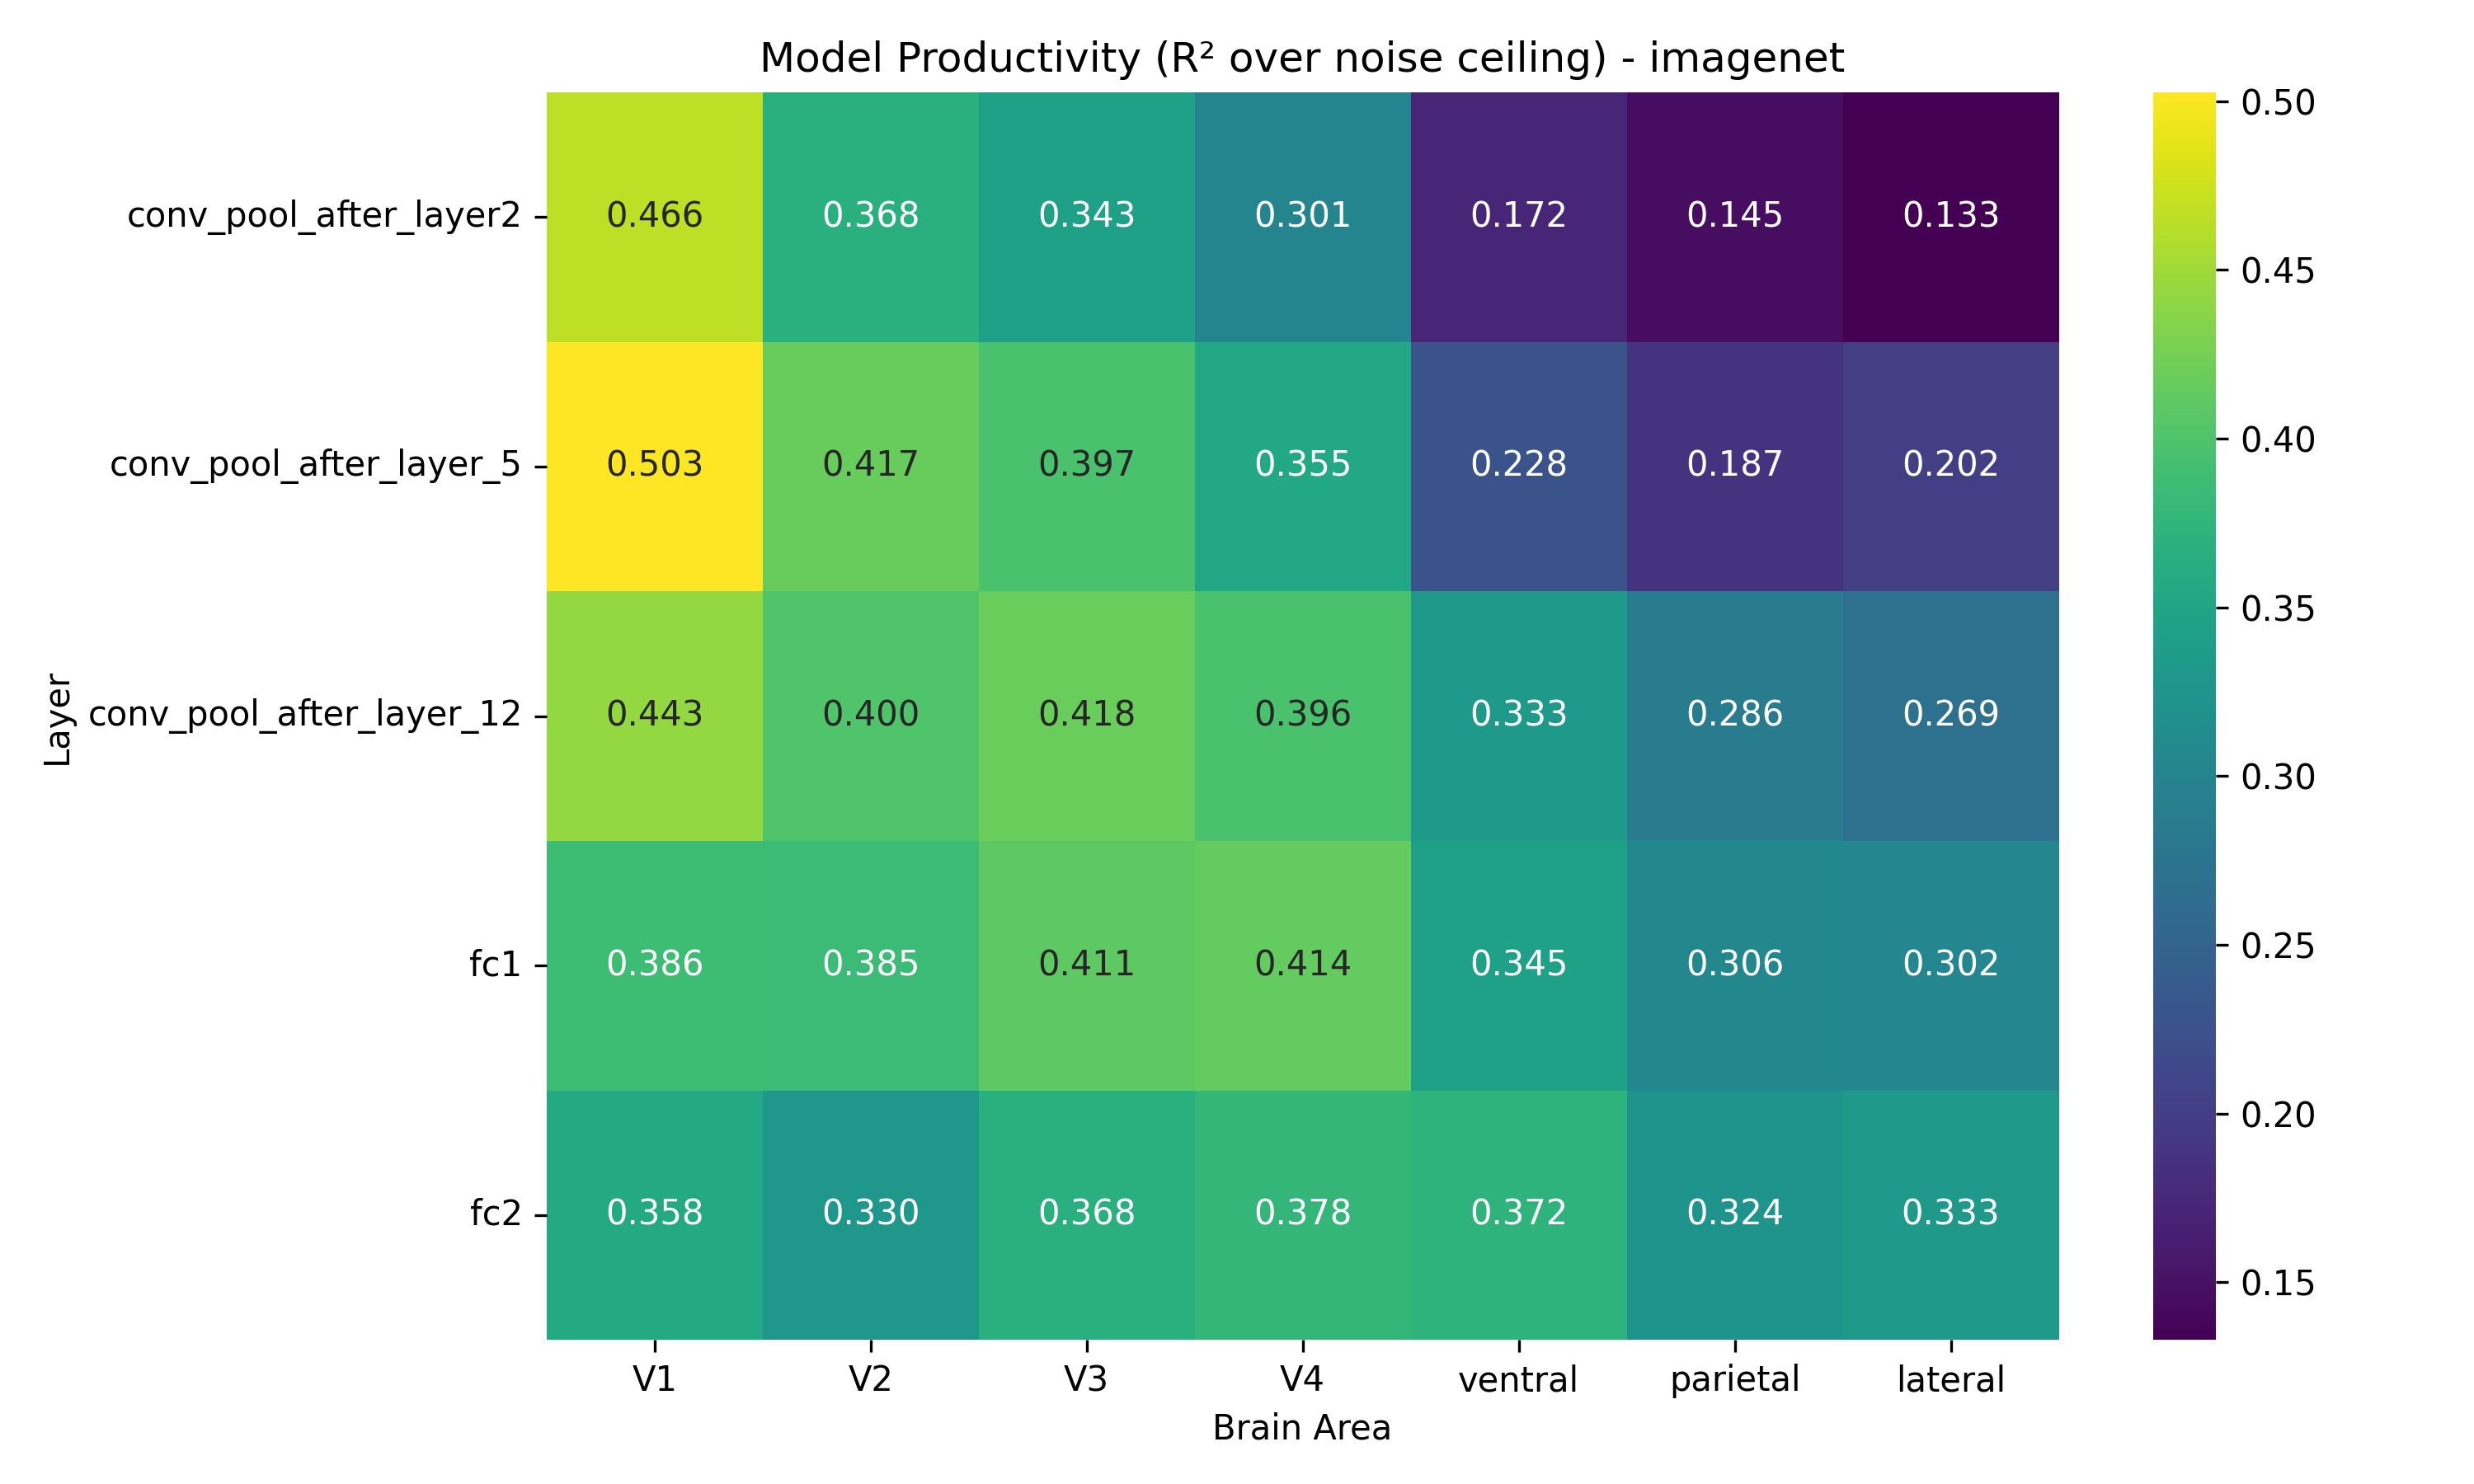 Model Productivity (R² over noise ceiling) - imagenet
Layer
conv_pool_after_layer2 0.466 0.368 0.343 0.301 0.172 0.145 0.133
conv_pool_after_layer_5 0.503 0.417 0.397 0.355 0.228 0.187 0.202
conv_pool_after_layer_12 0.443 0.400 0.418 0.396 0.333 0.286 0.269
fc1 0.386 0.385 0.411 0.414 0.345 0.306 0.302
fc2 0.358 0.330 0.368 0.378 0.372 0.324 0.333
V1 V2 V3 V4 ventral parietal lateral
Brain Area
0.50
0.45
0.40
0.35
0.30
0.25
0.20
0.15